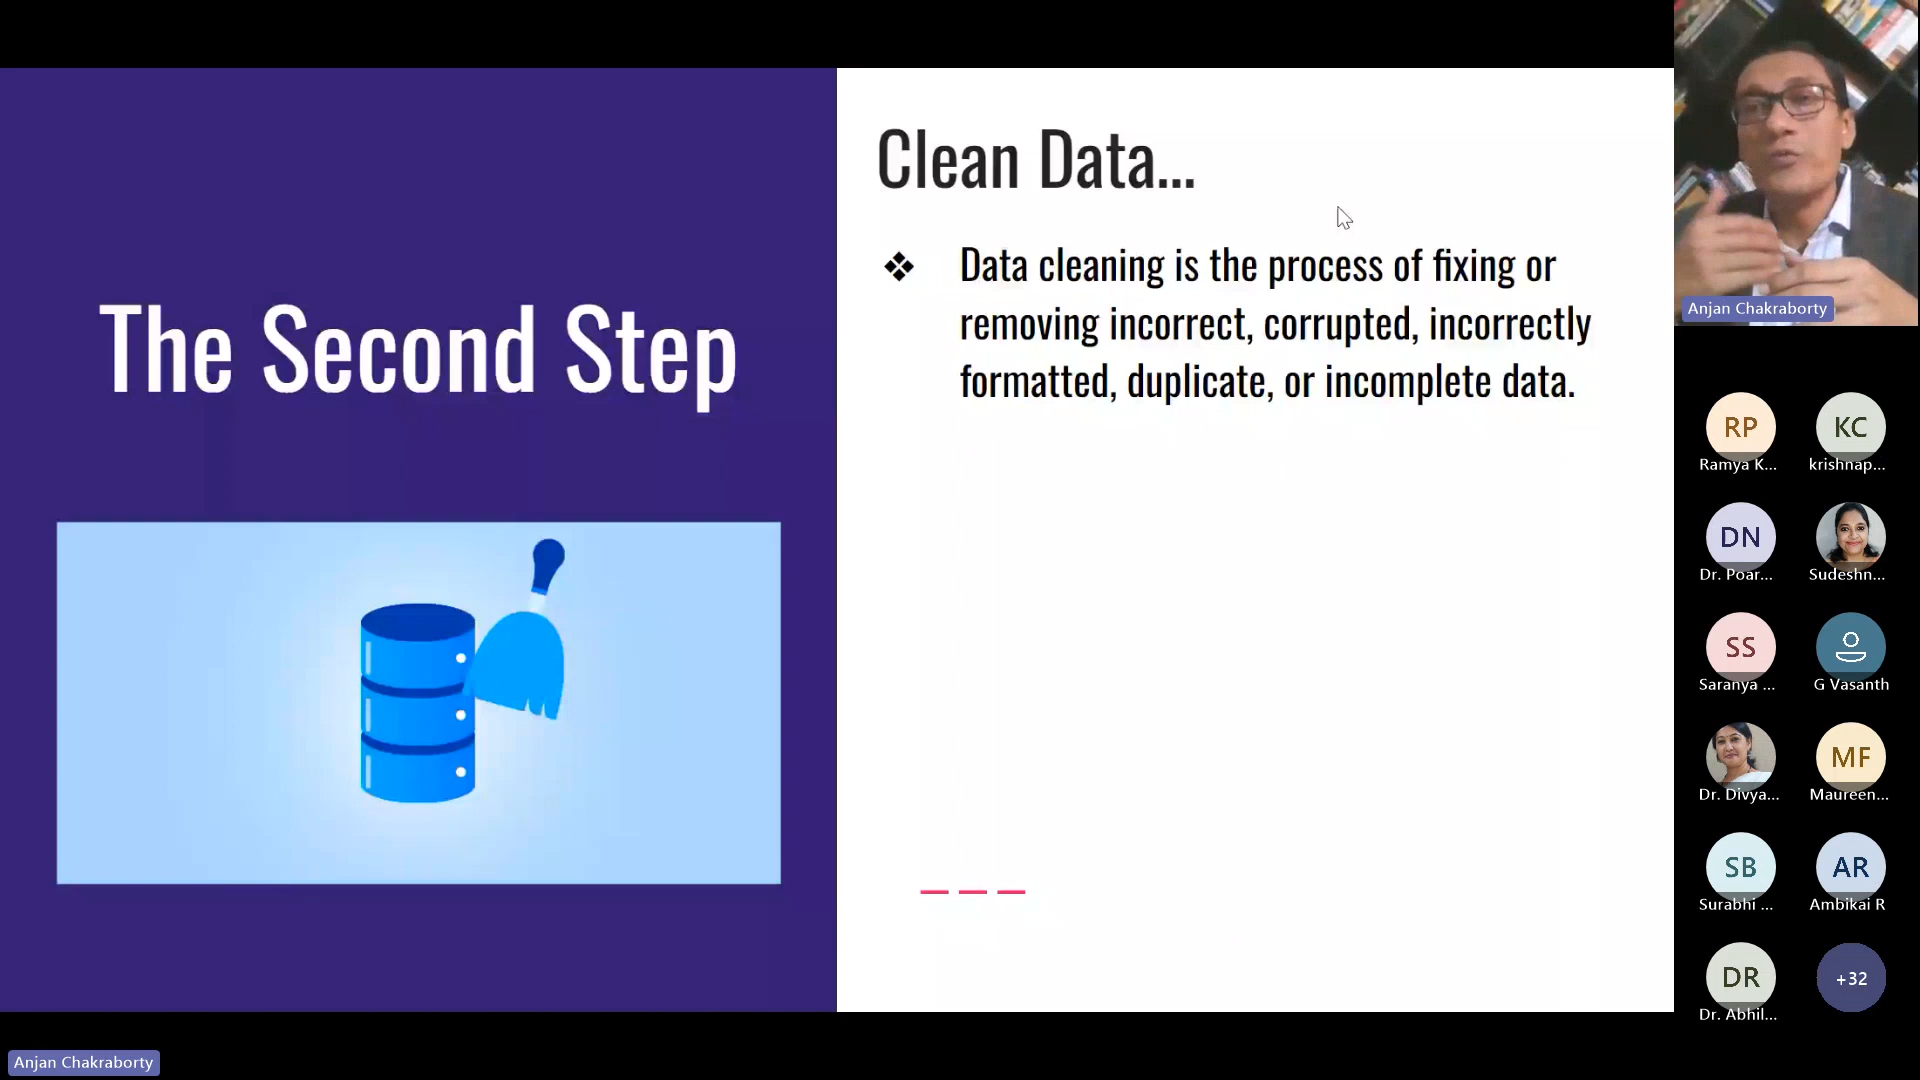 The Second Step
Clean Data...
❖ Data cleaning is the process of fixing or
removing incorrect, corrupted, incorrectly
formatted, duplicate, or incomplete data.
Anjan Chakraborty
RP
Ramya K...
KC
krishnap...
DN
Dr. Poar...
Sudeshn...
SS
Saranya ...
G Vasanth
Dr. Divya...
MF
Maureen...
SB
Surabhi ...
AR
Ambikai R
DR
Dr. Abhil...
+32
Anjan Chakraborty